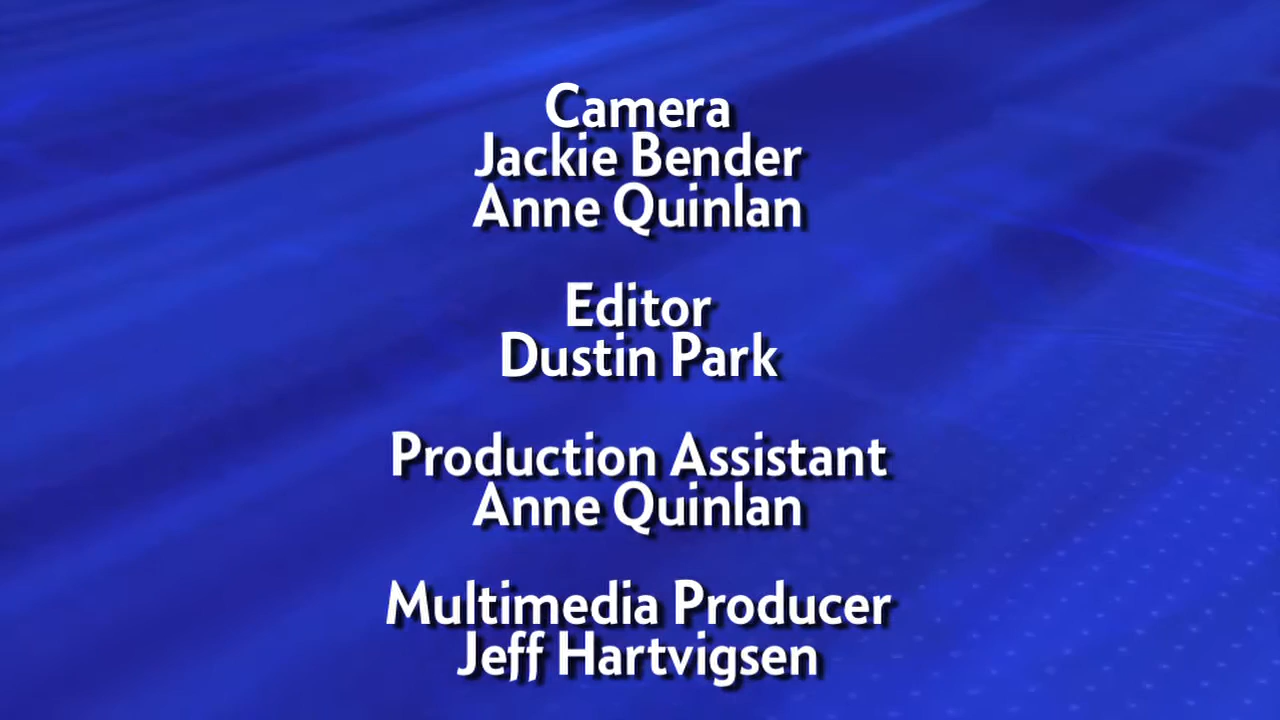 Camera
Jackie Bender
Anne Quinlan
Editor
Dustin Park
Production Assistant
Anne Quinlan
Multimedia Producer
Jeff Hartvigsen